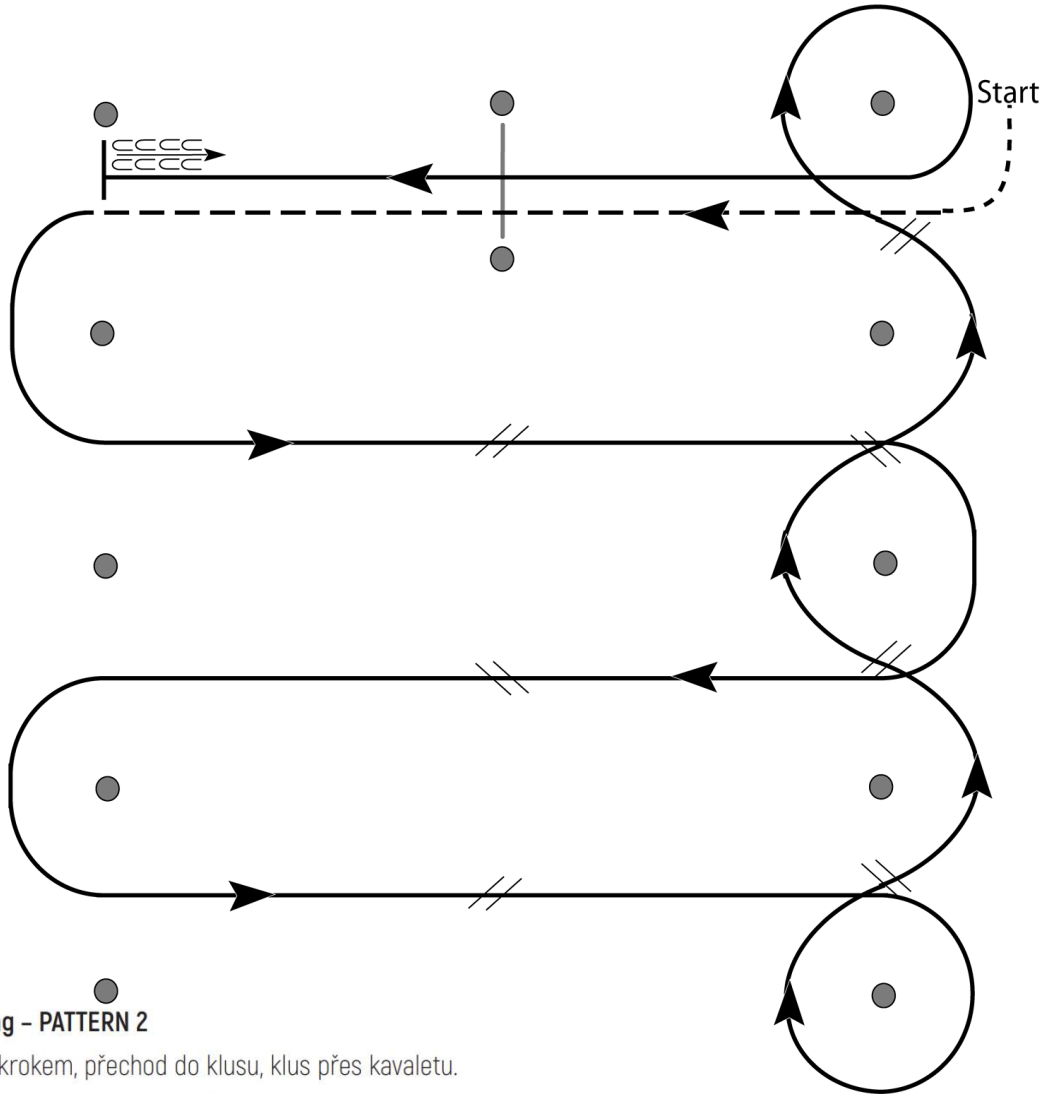 Start
g – PATTERN 2
krokem, přechod do klusu, klus přes kavaletu.